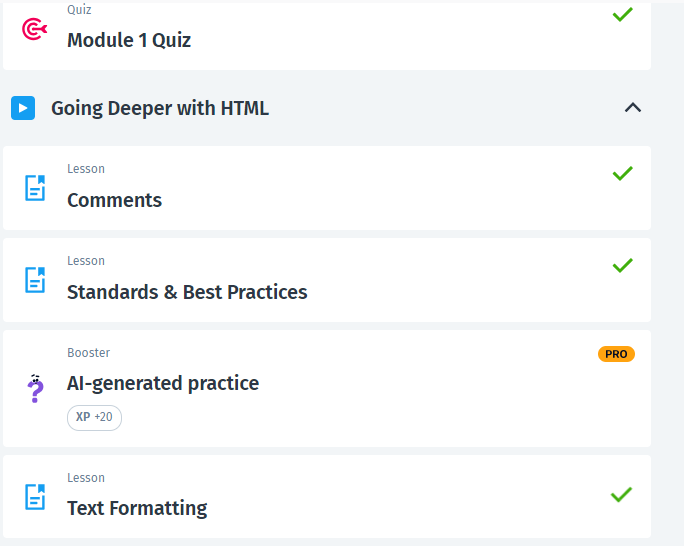 Quiz
Module 1 Quiz
Going Deeper with HTML
Lesson
Comments
Lesson
Standards & Best Practices
Booster
PRO
AI-generated practice
XP +20
Lesson
Text Formatting